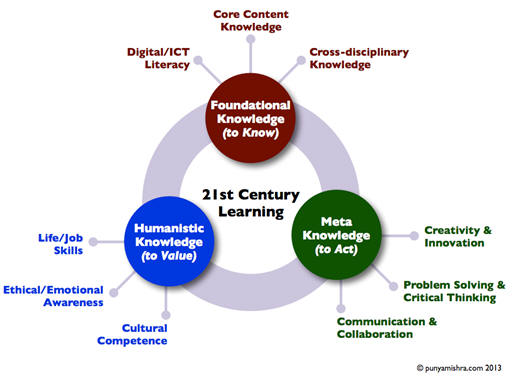 Core Content
Knowledge
Digital/ICT
Literacy
Cross-disciplinary
Knowledge
Foundational
Knowledge
(to Know)
21st Century
Learning
Humanistic
Knowledge
(to Value)
Meta
Knowledge
(to Act)
Life/Job
Skills
Ethical/Emotional
Awareness
Cultural
Competence
Creativity &
Innovation
Problem Solving &
Critical Thinking
Communication &
Collaboration
© punyamishra.com 2013